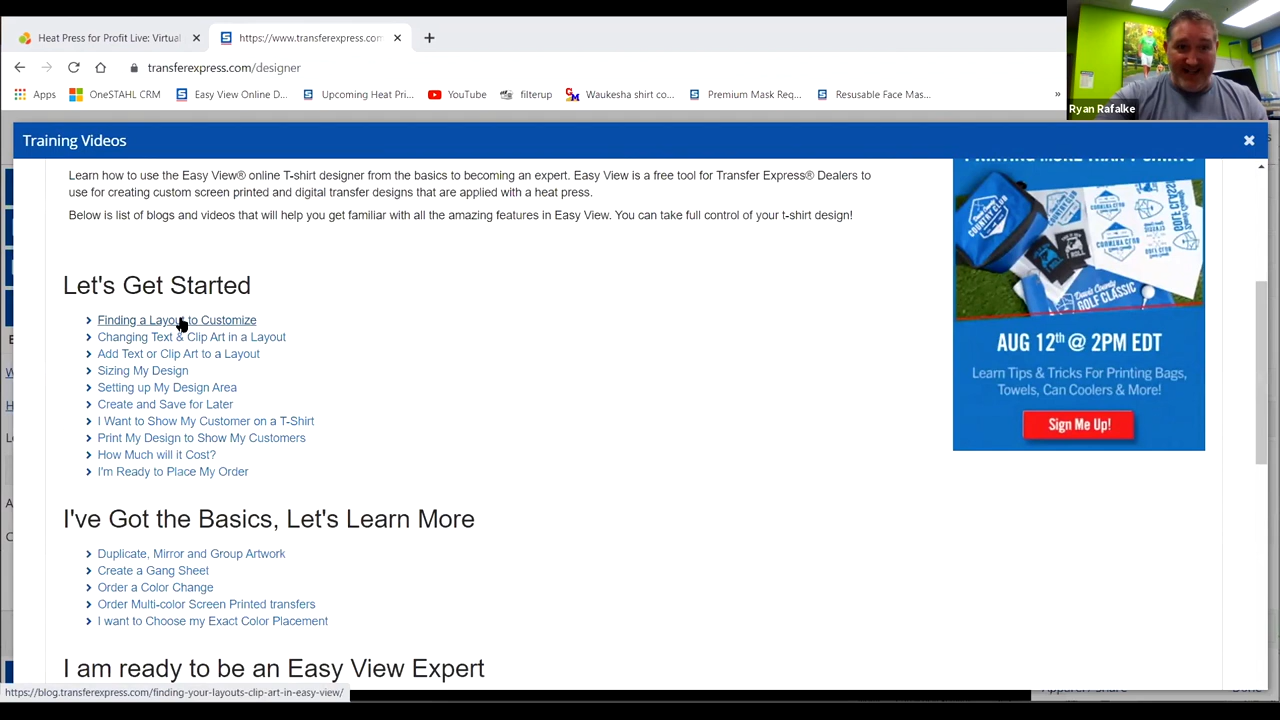 Heat Press for Profit Live: Virtual
https://www.transferexpress.com
transferexpress.com/designer
Apps
OneSTAHL CRM
Easy View Online D...
Upcoming Heat Pri...
YouTube
filterup
Waukesha shirt co...
Premium Mask Req...
Resusable Face Mas...
»
Ryan Rafalke
Training Videos
Learn how to use the Easy View® online T-shirt designer from the basics to becoming an expert. Easy View is a free tool for Transfer Express® Dealers to
use for creating custom screen printed and digital transfer designs that are applied with a heat press.
Below is list of blogs and videos that will help you get familiar with all the amazing features in Easy View. You can take full control of your t-shirt design!
Let's Get Started
Finding a Layout to Customize
Changing Text & Clip Art in a Layout
Add Text or Clip Art to a Layout
Sizing My Design
Setting up My Design Area
Create and Save for Later
I Want to Show My Customer on a T-Shirt
Print My Design to Show My Customers
How Much will it Cost?
I'm Ready to Place My Order
I've Got the Basics, Let's Learn More
Duplicate, Mirror and Group Artwork
Create a Gang Sheet
Order a Color Change
Order Multi-color Screen Printed transfers
I want to Choose my Exact Color Placement
I am ready to be an Easy View Expert
PRINTING MORE THAN T-SHIRTS
COUNTRY CLUB
GOLF CLASSIC
AUG 12th @ 2PM EDT
Learn Tips & Tricks For Printing Bags,
Towels, Can Coolers & More!
Sign Me Up!
https://blog.transferexpress.com/finding-your-layouts-clip-art-in-easy-view/